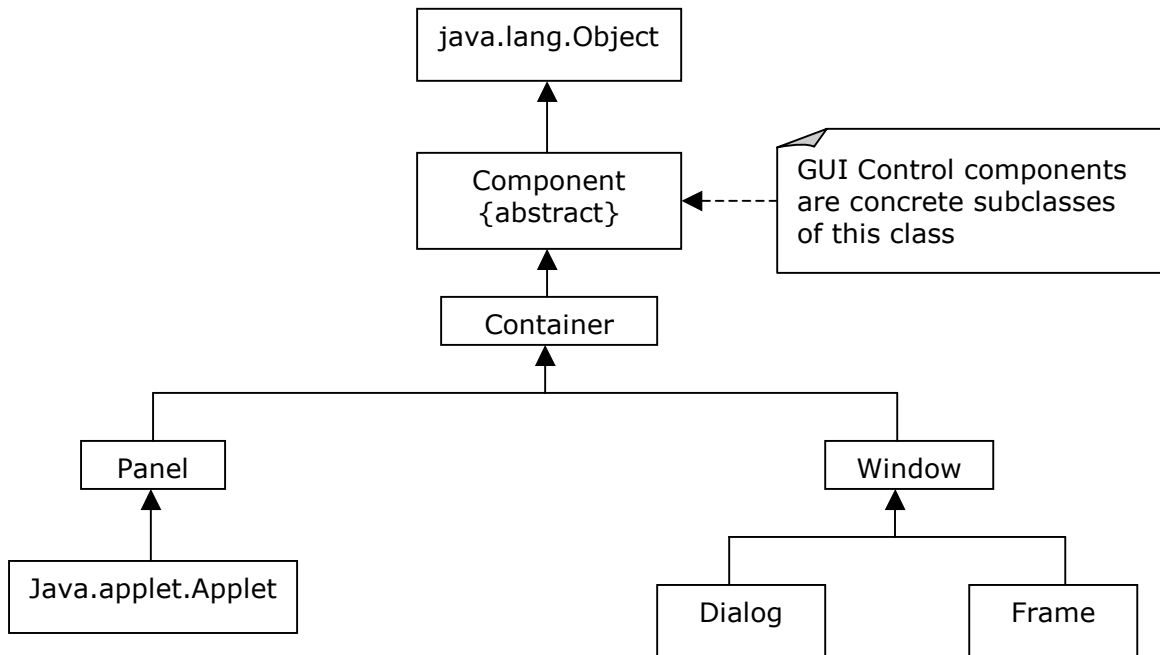 java.lang.Object
Component
{abstract}
GUI Control components
are concrete subclasses
of this class
Container
Panel
Window
Java.applet.Applet
Dialog
Frame